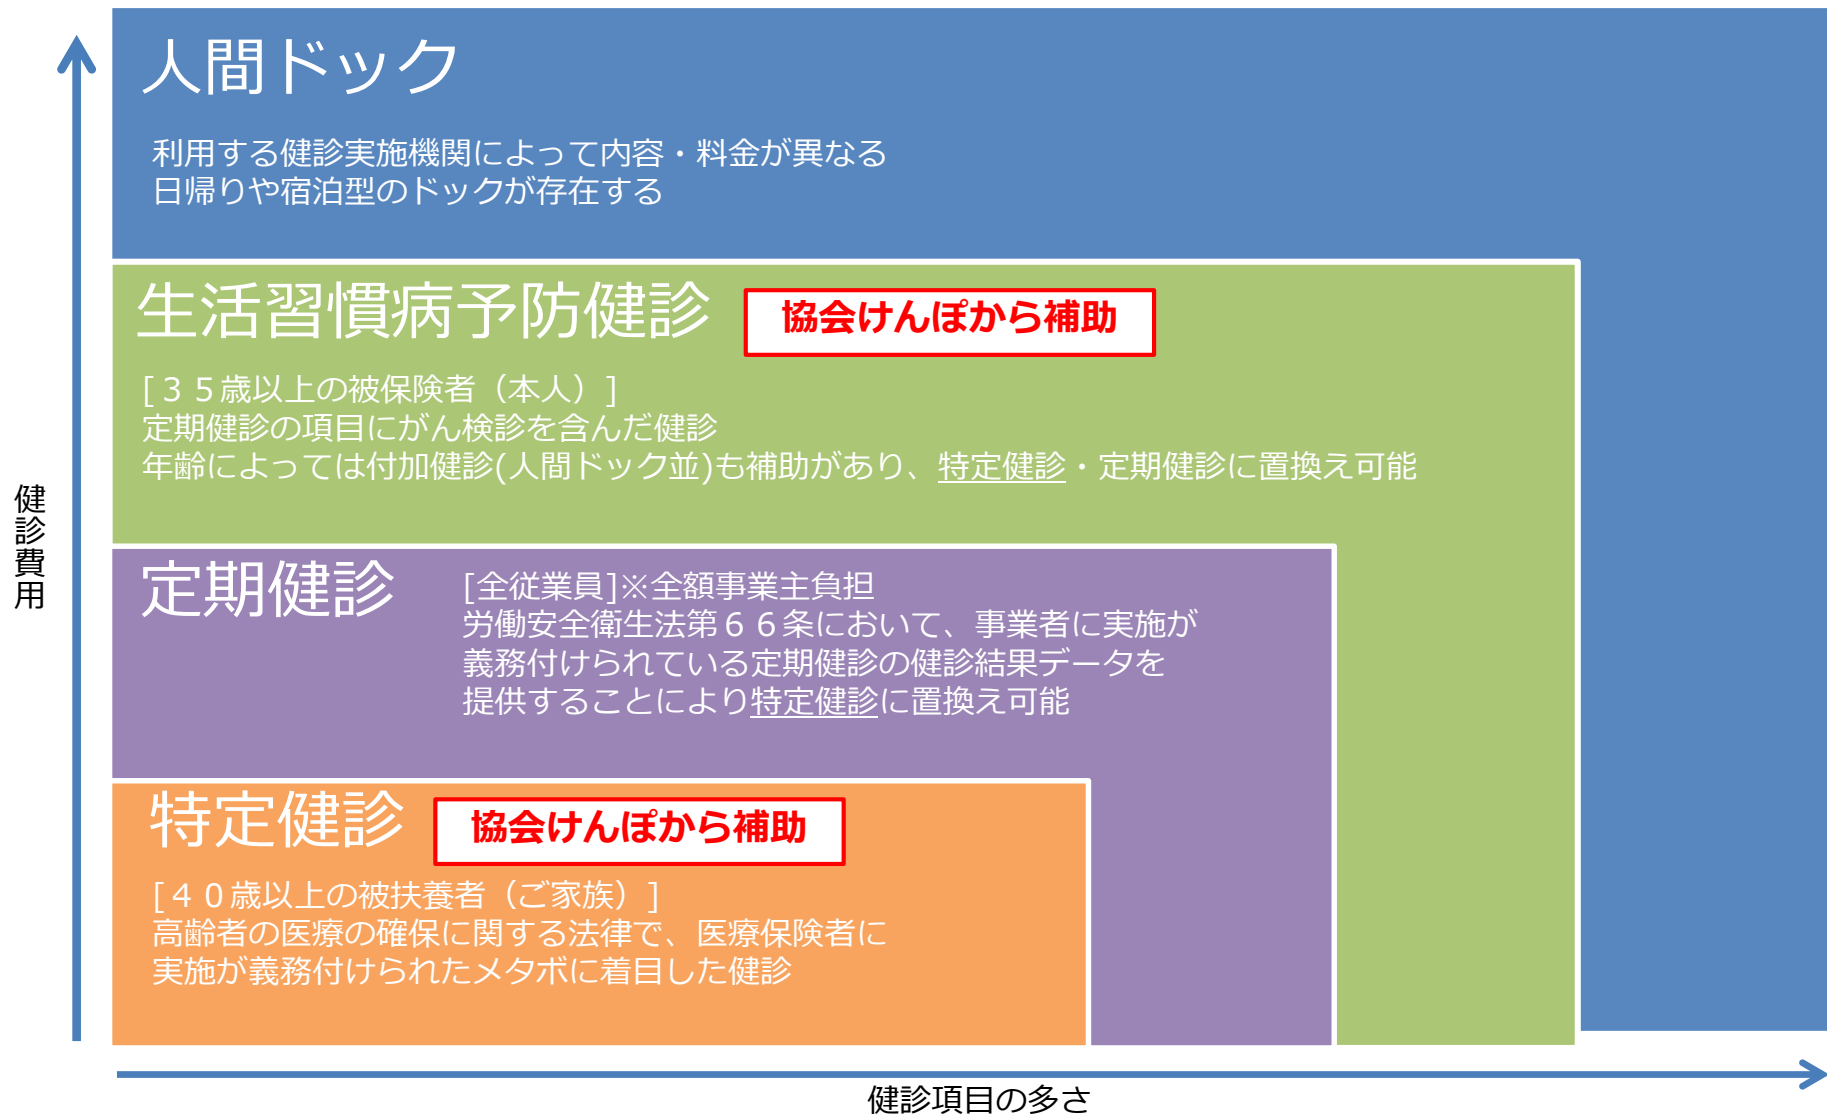 人間ドック
利用する健診実施機関によって内容・料金が異なる
日帰りや宿泊型のドックが存在する
生活習慣病予防健診
協会けんぽから補助
[３５歳以上の被保険者（本人）]
定期健診の項目にがん検診を含んだ健診
年齢によっては付加健診(人間ドック並)も補助があり、特定健診・定期健診に置換え可能
健診費用
定期健診
[全従業員]※全額事業主負担
労働安全衛生法第６６条において、事業者に実施が
義務付けられている定期健診の健診結果データを
提供することにより特定健診に置換え可能
特定健診
協会けんぽから補助
[４０歳以上の被扶養者（ご家族）]
高齢者の医療の確保に関する法律で、医療保険者に
実施が義務付けられたメタボに着目した健診
健診項目の多さ